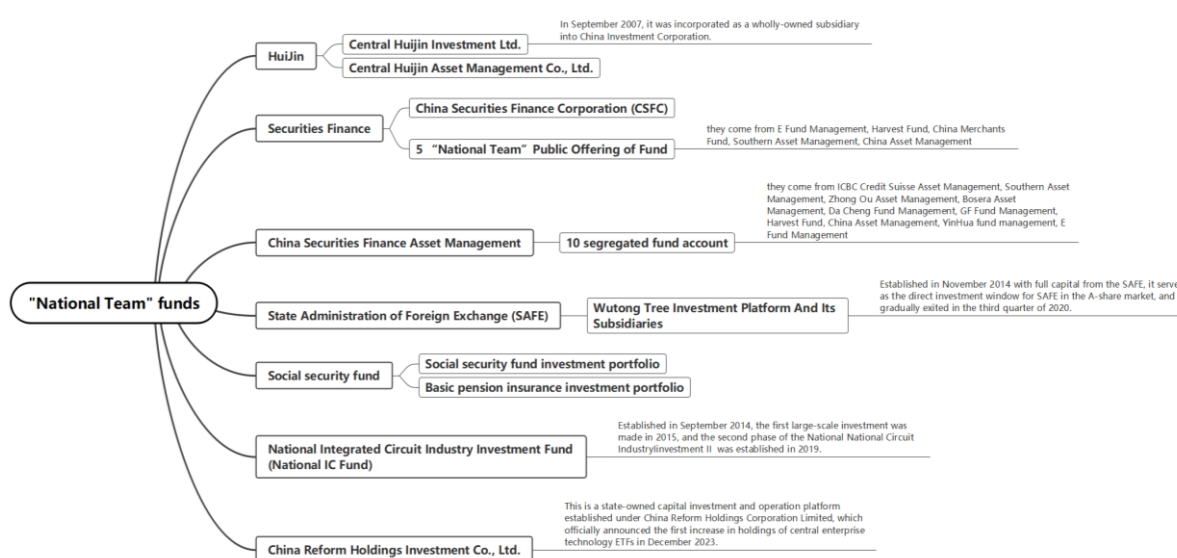 "National Team" funds
HuiJin
Central Huijin Investment Ltd.
In September 2007, it was incorporated as a wholly-owned subsidiary
into China Investment Corporation.
Central Huijin Asset Management Co., Ltd.
Securities Finance
China Securities Finance Corporation (CSFC)
5 “National Team” Public Offering of Fund
they come from E Fund Management, Harvest Fund, China Merchants
Fund, Southern Asset Management, China Asset Management
China Securities Finance Asset Management
10 segregated fund account
they come from ICBC Credit Suisse Asset Management, Southern Asset
Management, Zhong Ou Asset Management, Bosera Asset
Management, Da Cheng Fund Management, GF Fund Management,
Harvest Fund, China Asset Management, YinHua fund management, E
Fund Management
State Administration of Foreign Exchange (SAFE)
Wutong Tree Investment Platform And Its
Subsidiaries
Established in November 2014 with full capital from the SAFE, it serve
as the direct investment window for SAFE in the A-share market, and
gradually exited in the third quarter of 2020.
Social security fund
Social security fund investment portfolio
Basic pension insurance investment portfolio
National Integrated Circuit Industry Investment Fund
(National IC Fund)
Established in September 2014, the first large-scale investment was
made in 2015, and the second phase of the National National Circuit
IndustryIinvestment II was established in 2019.
China Reform Holdings Investment Co., Ltd.
This is a state-owned capital investment and operation platform
established under China Reform Holdings Corporation Limited, which
officially announced the first increase in holdings of central enterprise
technology ETFs in December 2023.